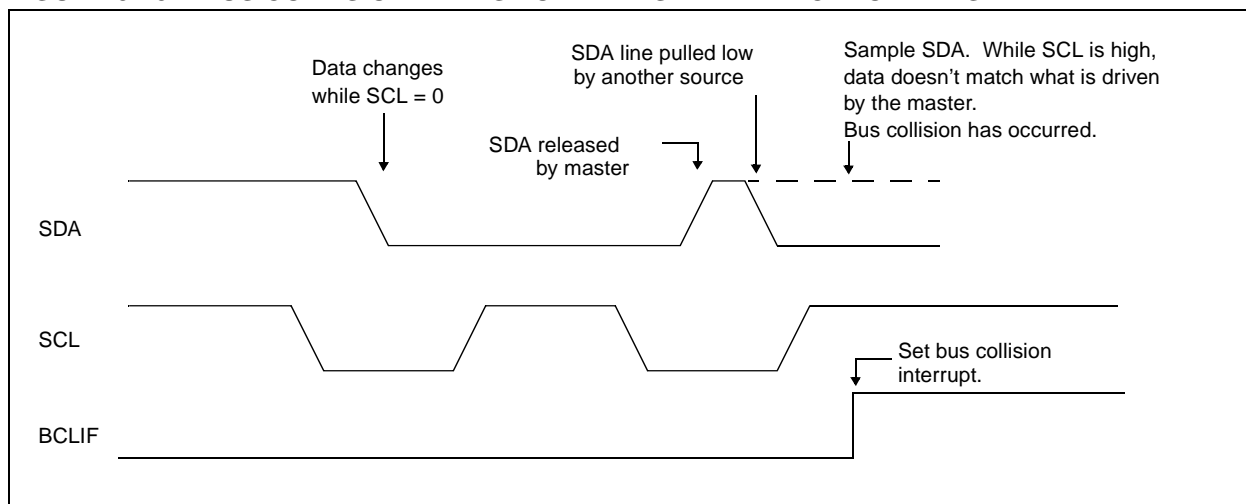 Data changes
while SCL = 0
SDA line pulled low
by another source
Sample SDA. While SCL is high,
data doesn't match what is driven
by the master.
Bus collision has occurred.
SDA released
by master
SDA
SCL
Set bus collision
interrupt.
BCLIF